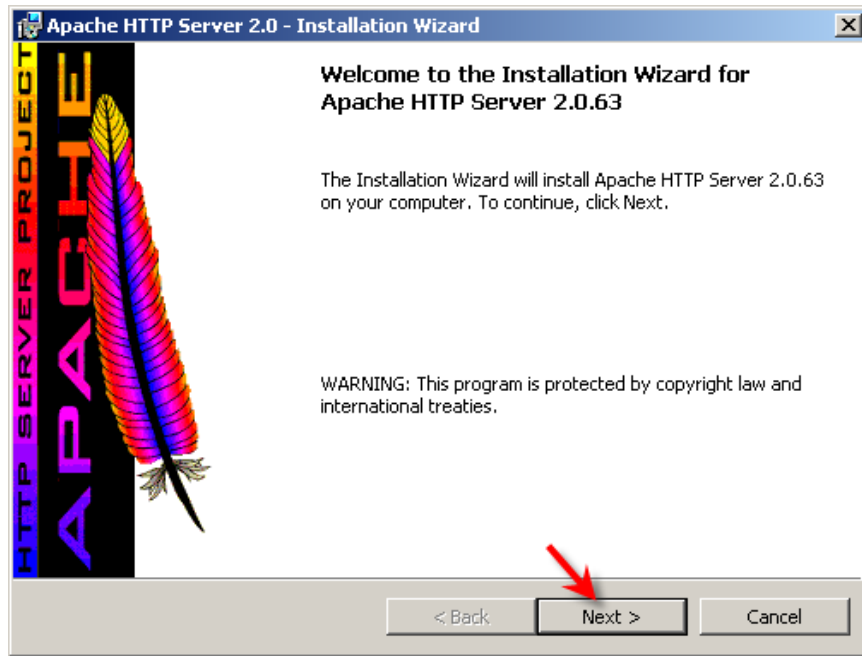 Apache HTTP Server 2.0 - Installation Wizard
HTTP SERVER PROJECT
APACHE
Welcome to the Installation Wizard for
Apache HTTP Server 2.0.63
The Installation Wizard will install Apache HTTP Server 2.0.63
on your computer. To continue, click Next.
WARNING: This program is protected by copyright law and
international treaties.
< Back
Next >
Cancel